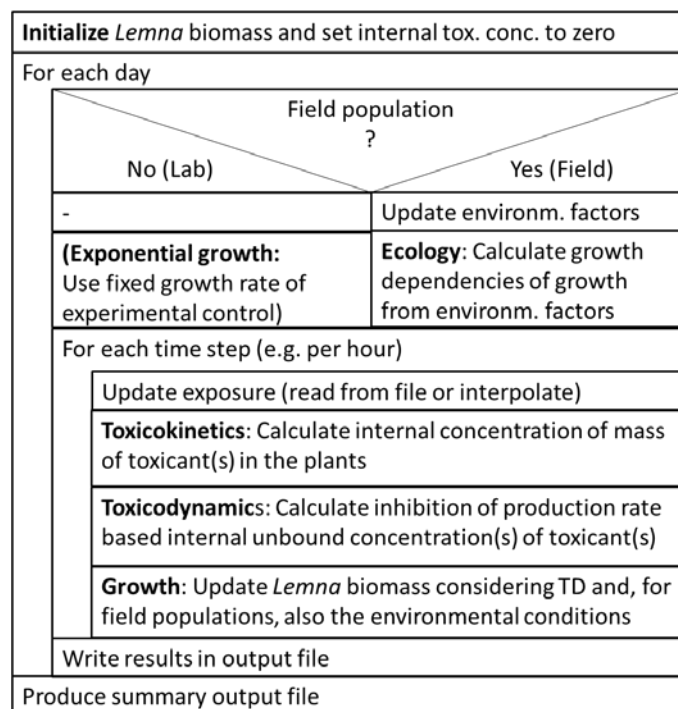 Initialize Lemna biomass and set internal tox. conc. to zero
For each day
Field population
?
No (Lab)
Yes (Field)
-
Update environm. factors
(Exponential growth:
Use fixed growth rate of
experimental control)
Ecology: Calculate growth
dependencies of growth
from environm. factors
For each time step (e.g. per hour)
Update exposure (read from file or interpolate)
Toxicokinetics: Calculate internal concentration of mass
of toxicant(s) in the plants
Toxicodynamics: Calculate inhibition of production rate
based internal unbound concentration(s) of toxicant(s)
Growth: Update Lemna biomass considering TD and, for
field populations, also the environmental conditions
Write results in output file
Produce summary output file